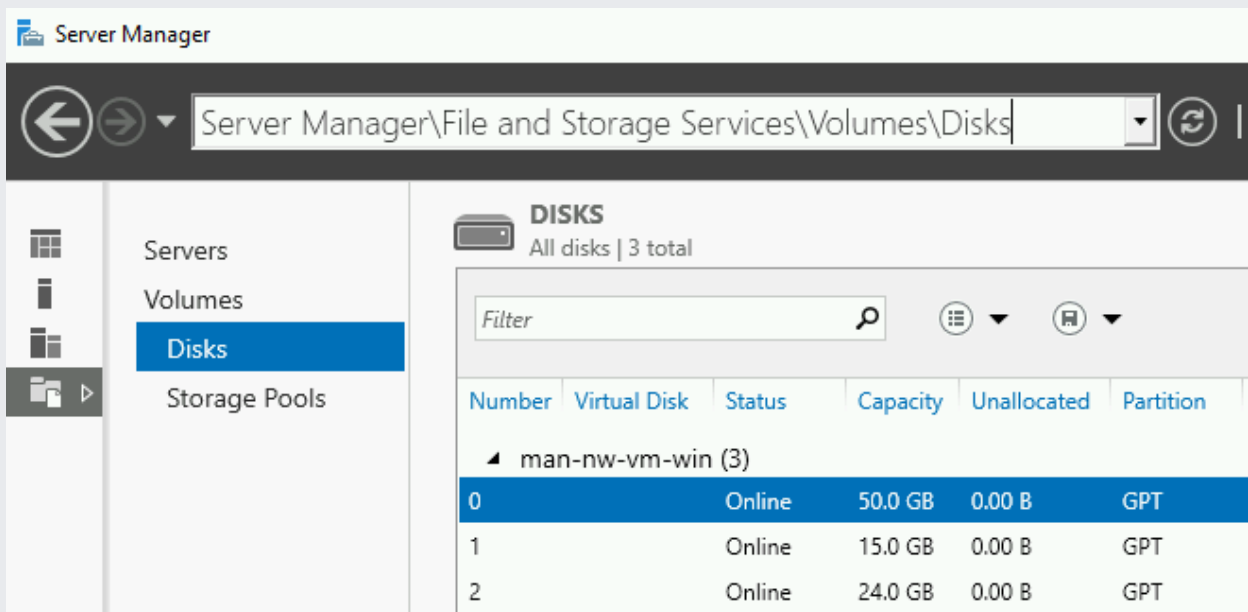 Server Manager
Server Manager\File and Storage Services\Volumes\Disks
Servers
Volumes
Disks
Storage Pools
DISKS
All disks | 3 total
Filter
Number Virtual Disk Status Capacity Unallocated Partition
man-nw-vm-win (3)
0 Online 50.0 GB 0.00 B GPT
1 Online 15.0 GB 0.00 B GPT
2 Online 24.0 GB 0.00 B GPT